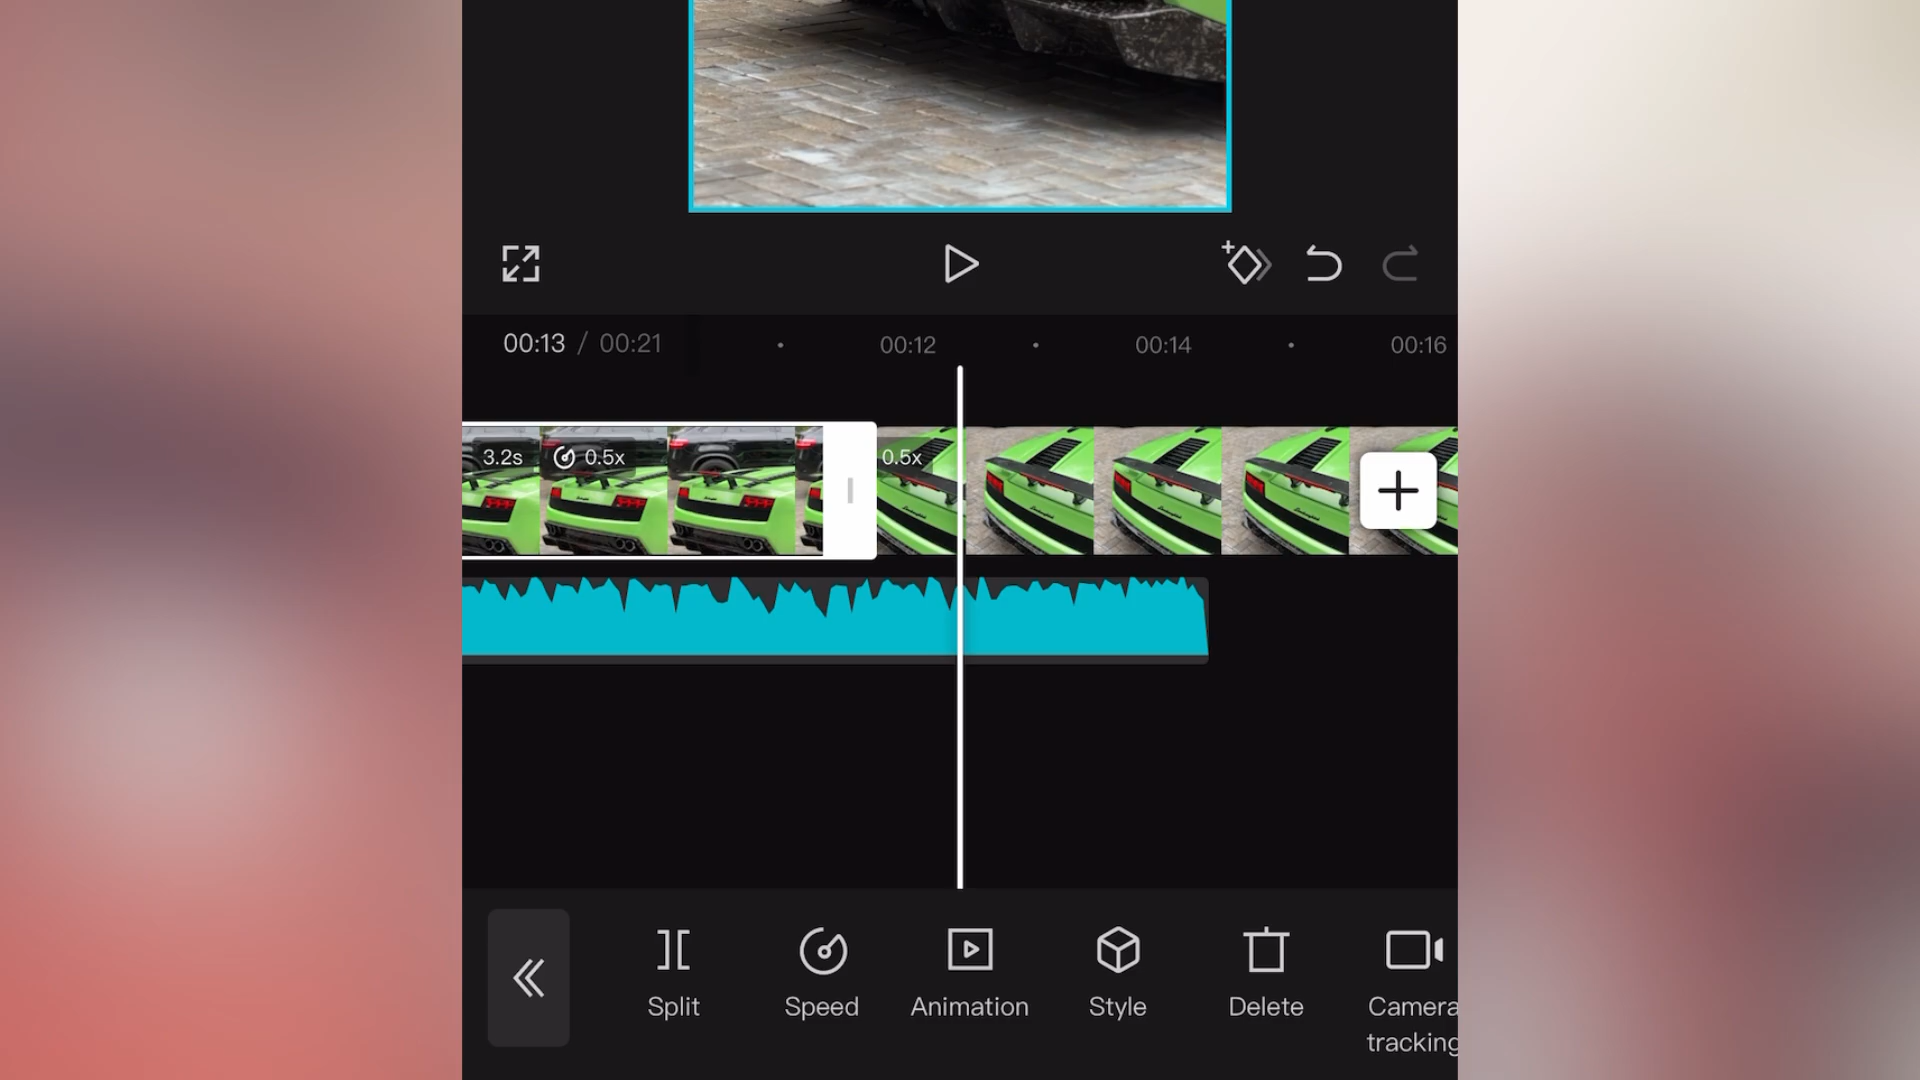 00:13 / 00:21
00:12
00:14
00:16
3.2s
0.5x
0.5x
Split
Speed
Animation
Style
Delete
Camera
tracking